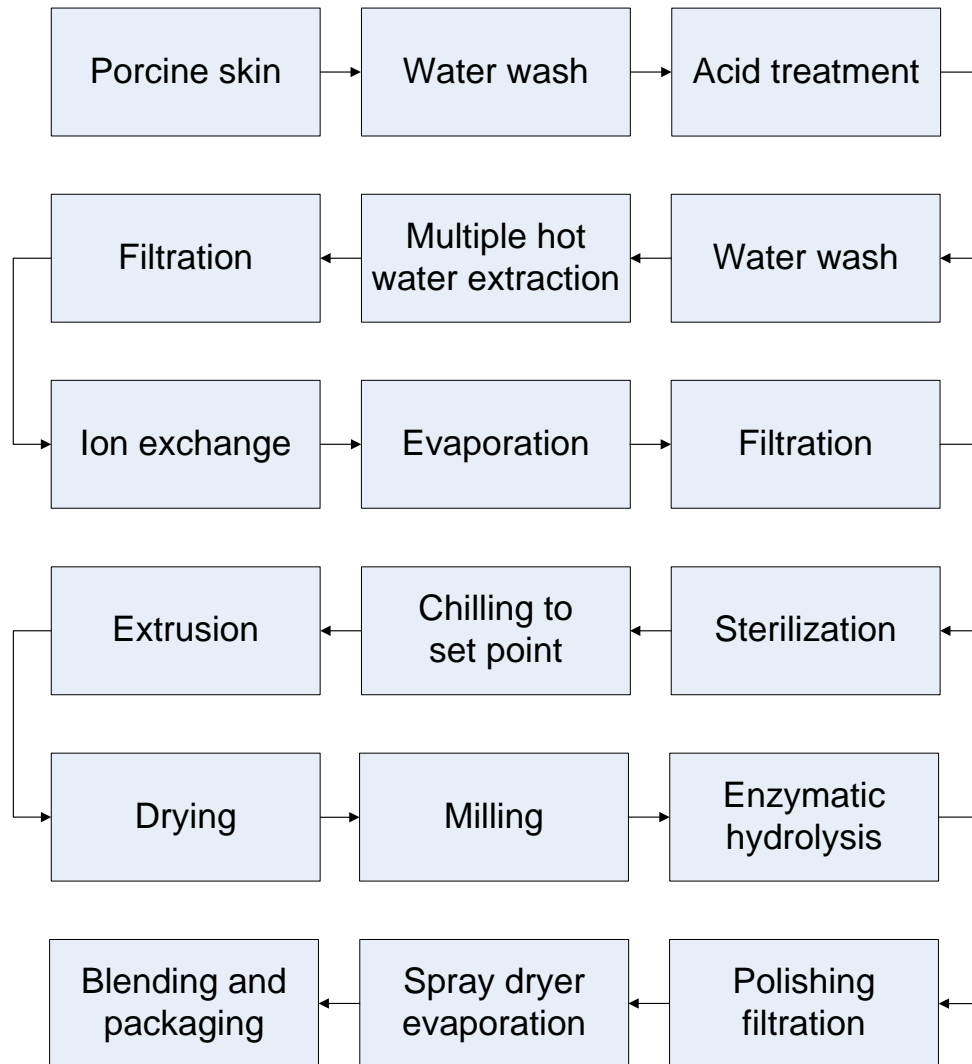 Porcine skin
Water wash
Acid treatment
Water wash
Multiple hot
water extraction
Filtration
Ion exchange
Evaporation
Filtration
Sterilization
Chilling to
set point
Extrusion
Drying
Milling
Enzymatic
hydrolysis
Polishing
filtration
Spray dryer
evaporation
Blending and
packaging